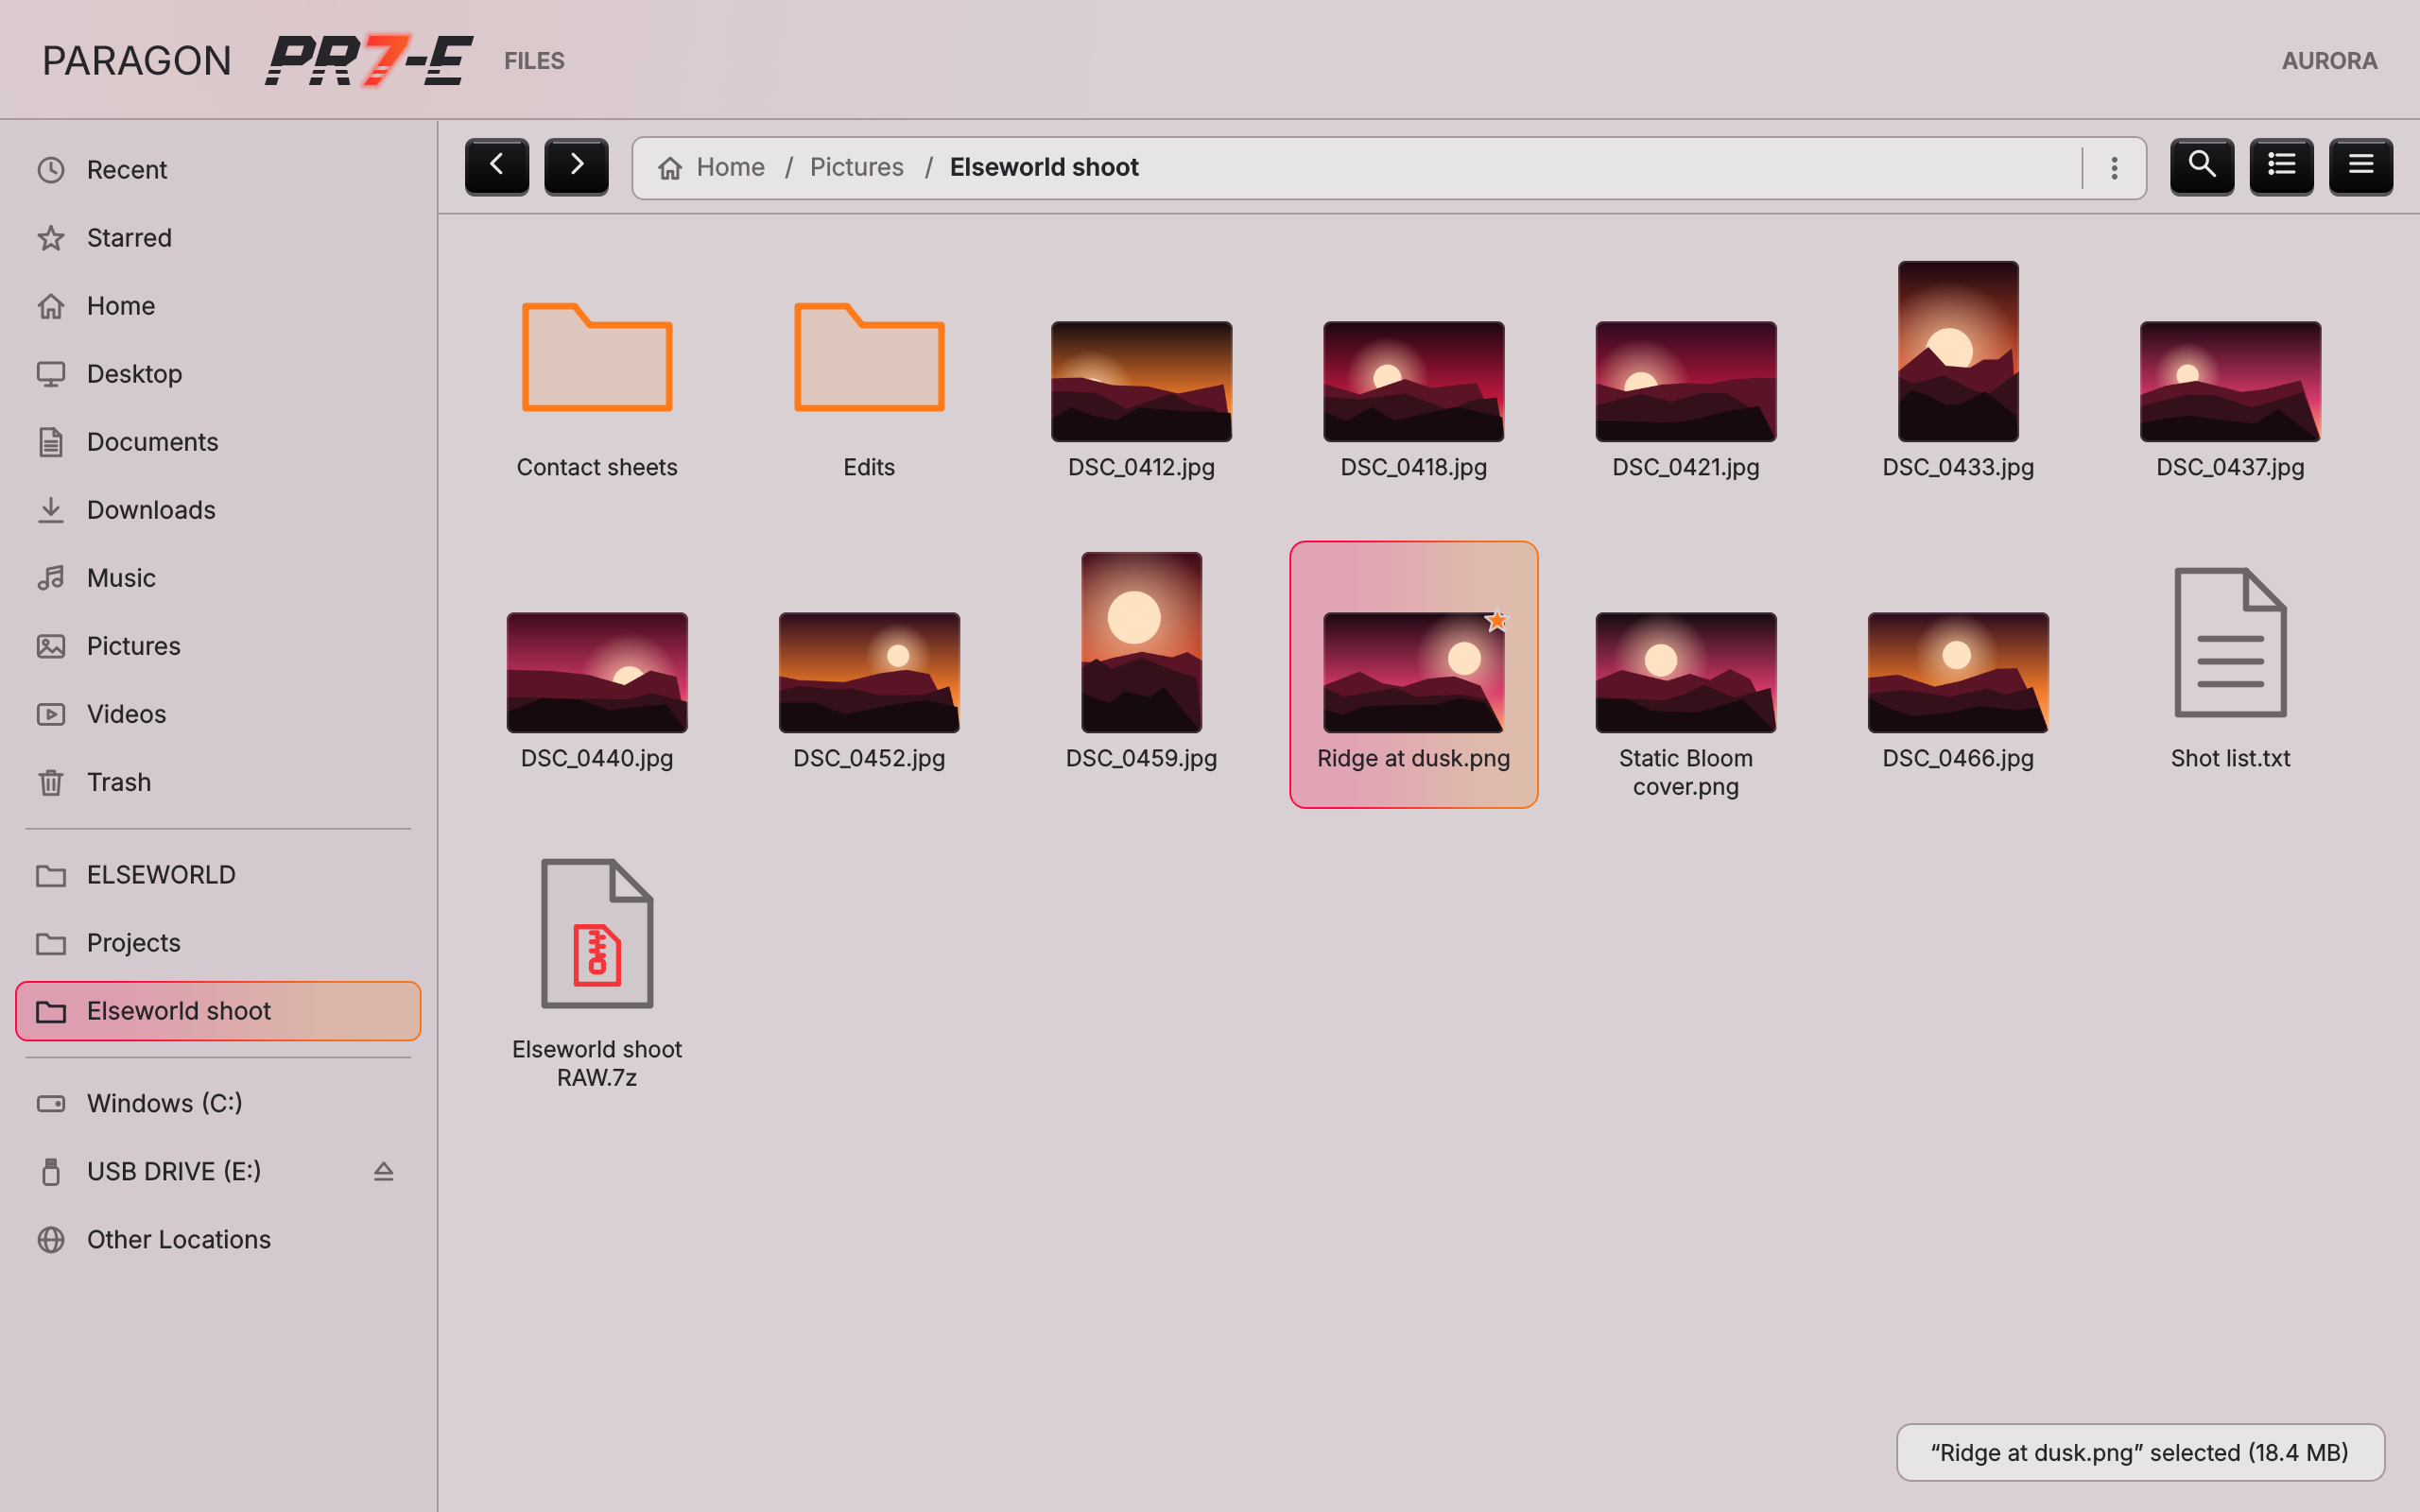 PARAGON PR7-E FILES
AURORA
Recent
Starred
Home
Desktop
Documents
Downloads
Music
Pictures
Videos
Trash
ELSEWORLD
Projects
Elseworld shoot
Windows (C:)
USB DRIVE (E:)
Other Locations
Home / Pictures / Elseworld shoot
Contact sheets
Edits
DSC_0412.jpg
DSC_0418.jpg
DSC_0421.jpg
DSC_0433.jpg
DSC_0437.jpg
DSC_0440.jpg
DSC_0452.jpg
DSC_0459.jpg
Ridge at dusk.png
Static Bloom
cover.png
DSC_0466.jpg
Shot list.txt
Elseworld shoot
RAW.7z
“Ridge at dusk.png” selected (18.4 MB)